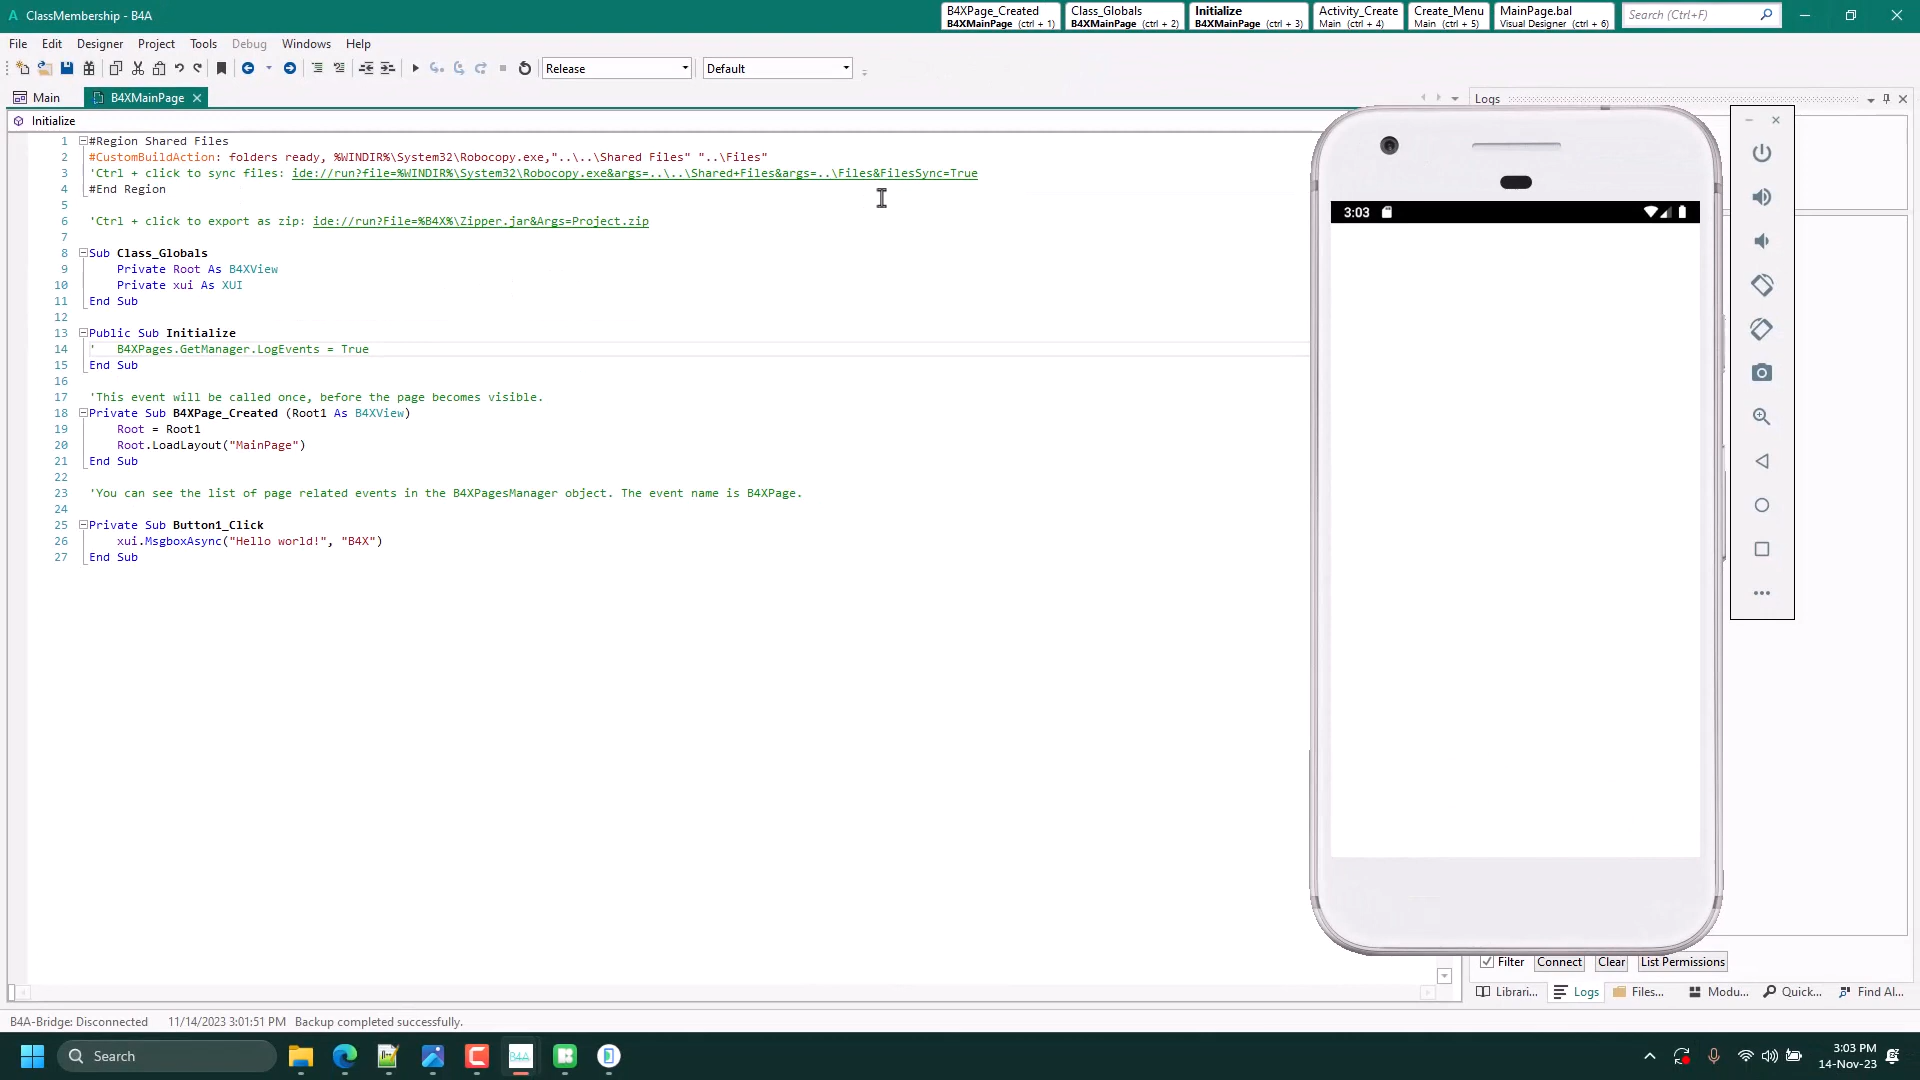 ClassMembership - B4A
B4XPage_Created
B4XMainPage (ctrl + 1)
Class_Globals
B4XMainPage (ctrl + 2)
Initialize
B4XMainPage (ctrl + 3)
Activity_Create
Main (ctrl + 4)
Create_Menu
Main (ctrl + 5)
MainPage.bal
Visual Designer (ctrl + 6)
Search (Ctrl+F)
File Edit Designer Project Tools Debug Windows Help
Release Default
Main B4XMainPage
Logs
Initialize
1 #Region Shared Files
2 #CustomBuildAction: folders ready, %WINDIR%\System32\Robocopy.exe,"..\..\Shared Files" "..\Files"
3 'Ctrl + click to sync files: ide://run?file=%WINDIR%\System32\Robocopy.exe&args=..\..\Shared+Files&args=..\Files&FilesSync=True
4 #End Region
5
6 'Ctrl + click to export as zip: ide://run?File=%B4X%\Zipper.jar&Args=Project.zip
7
8 Sub Class_Globals
9 Private Root As B4XView
10 Private xui As XUI
11 End Sub
12
13 Public Sub Initialize
14 ' B4XPages.GetManager.LogEvents = True
15 End Sub
16
17 'This event will be called once, before the page becomes visible.
18 Private Sub B4XPage_Created (Root1 As B4XView)
19 Root = Root1
20 Root.LoadLayout("MainPage")
21 End Sub
22
23 'You can see the list of page related events in the B4XPagesManager object. The event name is B4XPage.
24
25 Private Sub Button1_Click
26 xui.MsgboxAsync("Hello world!", "B4X")
27 End Sub
3:03
Filter Connect Clear List Permissions
Librari... Logs Files... Modu... Quick... Find Al...
B4A-Bridge: Disconnected 11/14/2023 3:01:51 PM Backup completed successfully.
Search
B4A
3:03 PM
14-Nov-23